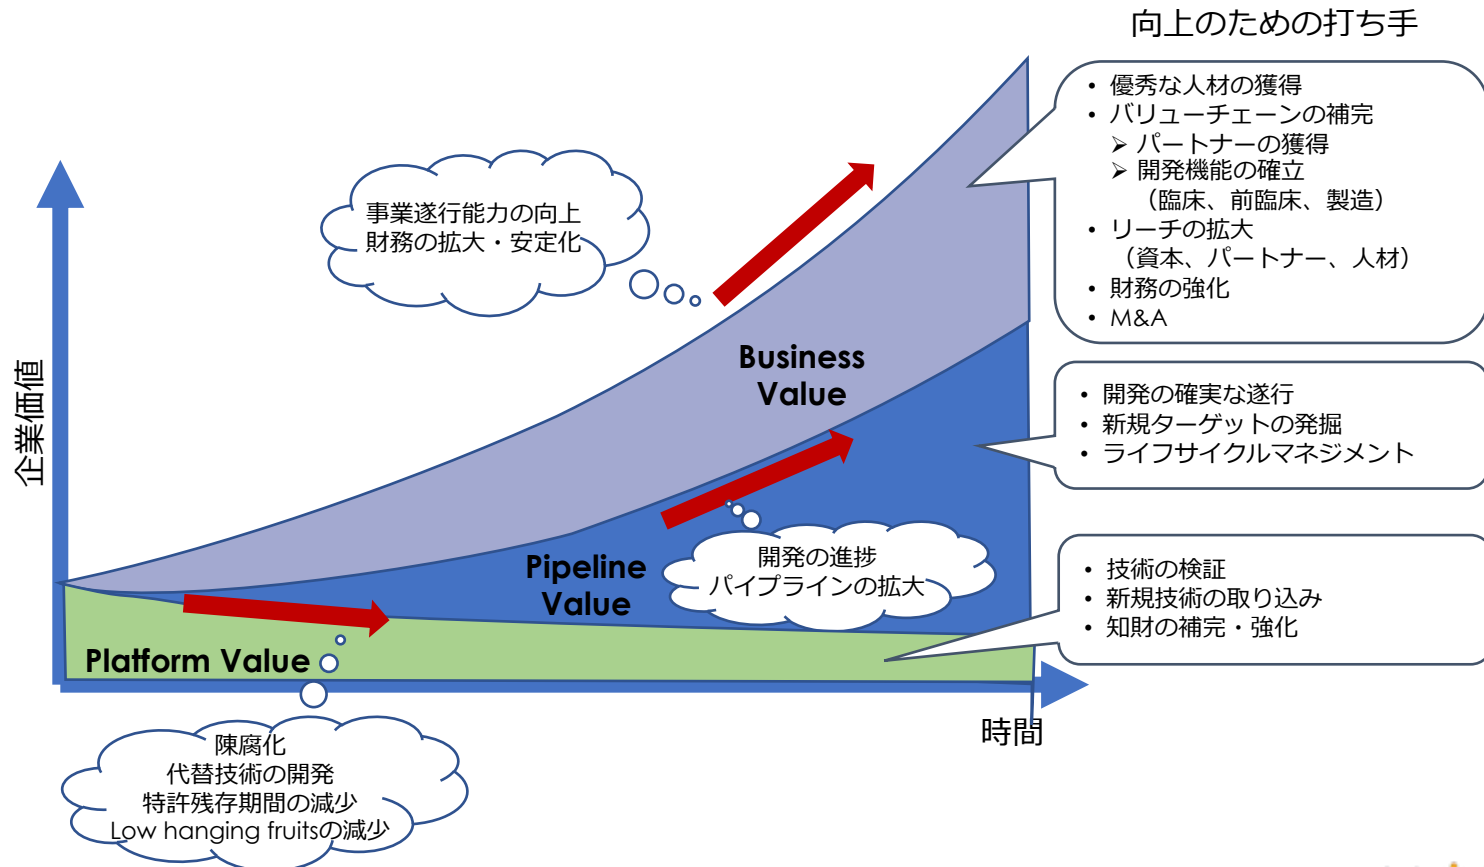 向上のための打ち手
• 優秀な人材の獲得
• バリューチェーンの補完
➢ パートナーの獲得
➢ 開発機能の確立
（臨床、前臨床、製造）
• リーチの拡大
（資本、パートナー、人材）
• 財務の強化
• M&A
事業遂行能力の向上
財務の拡大・安定化
企業価値
Business
Value
• 開発の確実な遂行
• 新規ターゲットの発掘
• ライフサイクルマネジメント
Pipeline
Value
開発の進捗
パイプラインの拡大
• 技術の検証
• 新規技術の取り込み
• 知財の補完・強化
Platform Value
時間
陳腐化
代替技術の開発
特許残存期間の減少
Low hanging fruitsの減少